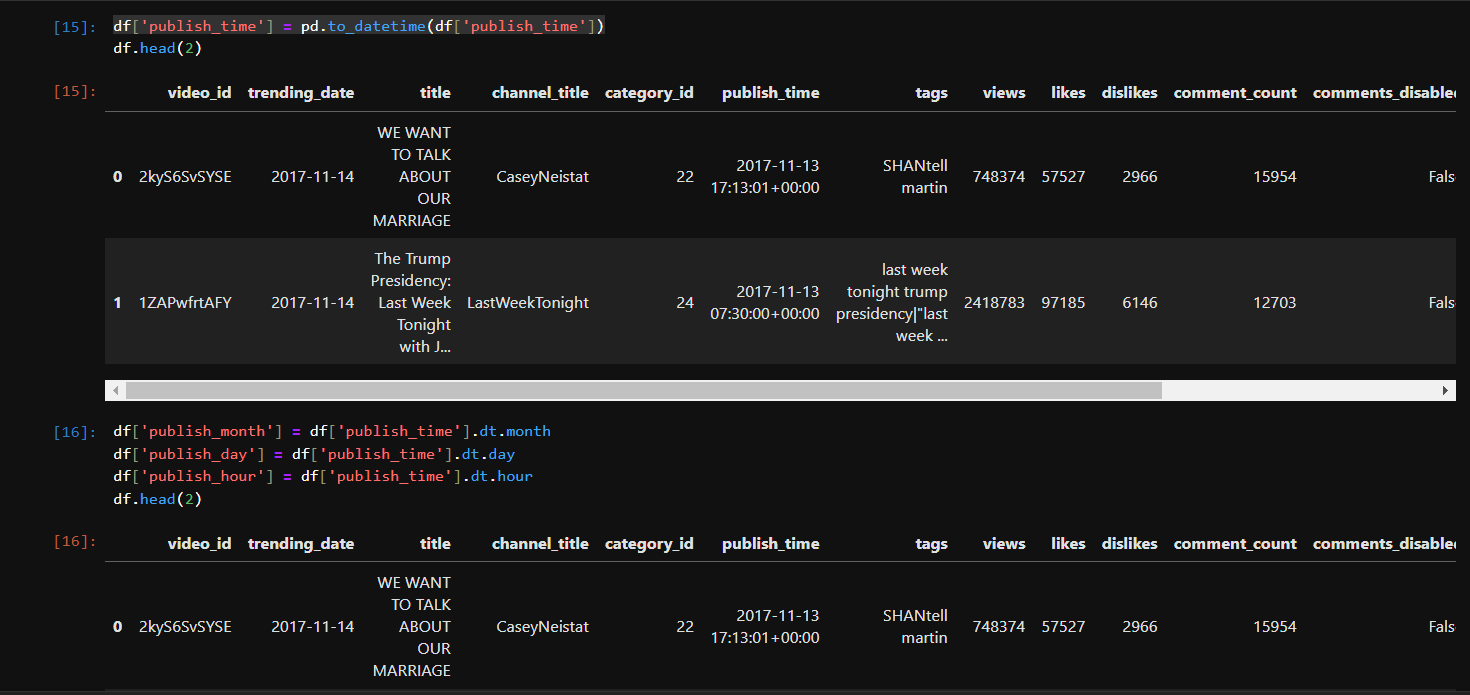 [15]: df['publish_time'] = pd.to_datetime(df['publish_time'])
df.head(2)
[15]: video_id trending_date title channel_title category_id publish_time tags views likes dislikes comment_count comments_disabled
WE WANT
TO TALK
ABOUT
OUR
MARRIAGE
0 2kyS6SvSYSE 2017-11-14 CaseyNeistat 22 2017-11-13
17:13:01+00:00
SHANtell
martin
748374 57527 2966 15954 Fals
The Trump
Presidency:
Last Week
Tonight
with J...
1 1ZAPwfrtAFY 2017-11-14 LastWeekTonight 24 2017-11-13
07:30:00+00:00
last week
tonight trump
presidency|"last
week ...
2418783 97185 6146 12703 Fals
[16]: df['publish_month'] = df['publish_time'].dt.month
df['publish_day'] = df['publish_time'].dt.day
df['publish_hour'] = df['publish_time'].dt.hour
df.head(2)
[16]: video_id trending_date title channel_title category_id publish_time tags views likes dislikes comment_count comments_disabled
WE WANT
TO TALK
ABOUT
OUR
MARRIAGE
0 2kyS6SvSYSE 2017-11-14 CaseyNeistat 22 2017-11-13
17:13:01+00:00
SHANtell
martin
748374 57527 2966 15954 Fals